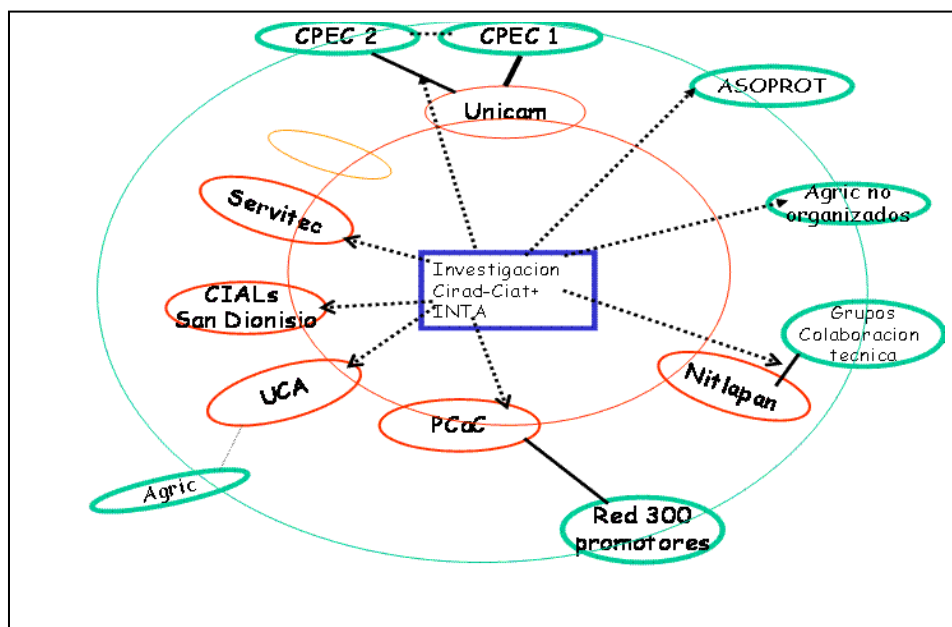 CPEC 2
CPEC 1
Unicam
ASOPROT
Servitec
Agric no
organizados
Investigacion
Cirad-Ciat+
INTA
CIALs
San Dionisio
Grupos
Colaboracion
tecnica
Nitlapan
UCA
PCaC
Agric
Red 300
promotores